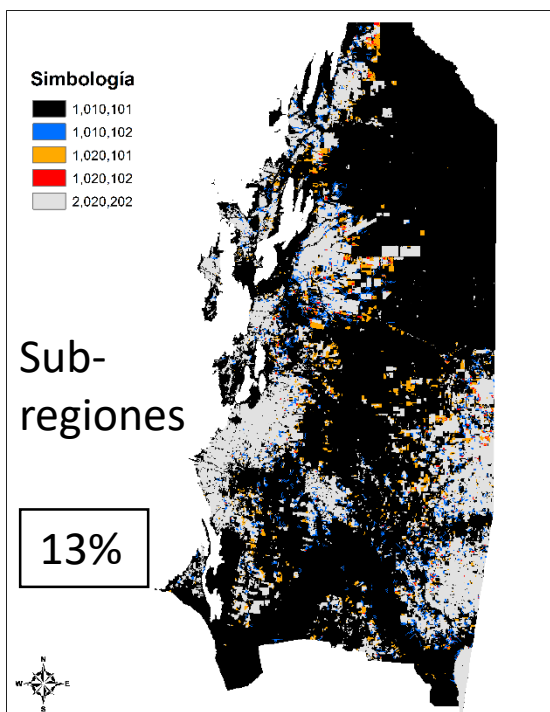 Simbología
1,010,101
1,010,102
1,020,101
1,020,102
2,020,202
Sub-
regiones
13%
N
W E
S